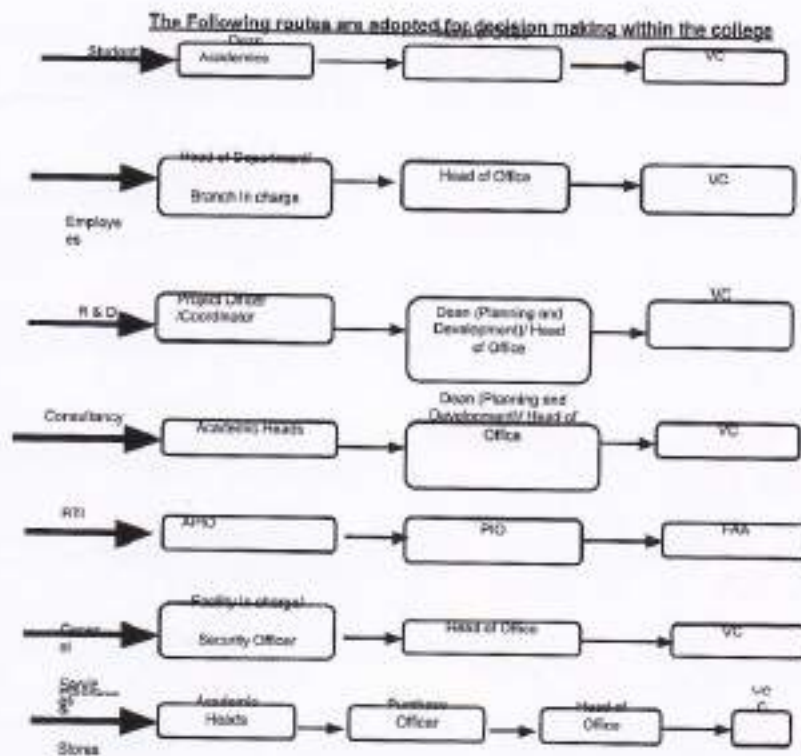 The Following routes are adopted for decision making within the college
Student
Dean
Academics
VC
Head of Department/
Branch In charge
Head of Office
VC
Employe
es
R & D
Project Officer
/Coordinator
Dean (Planning and
Development)/ Head
of Office
VC
Consultancy
Academic Heads
Dean (Planning and
Development)/ Head of
Office
VC
RTI
APIO
PIO
FAA
Facility in charge/
Security Officer
Head of Office
VC
Academic
Heads
Purchase
Officer
Head of
Office
Stores